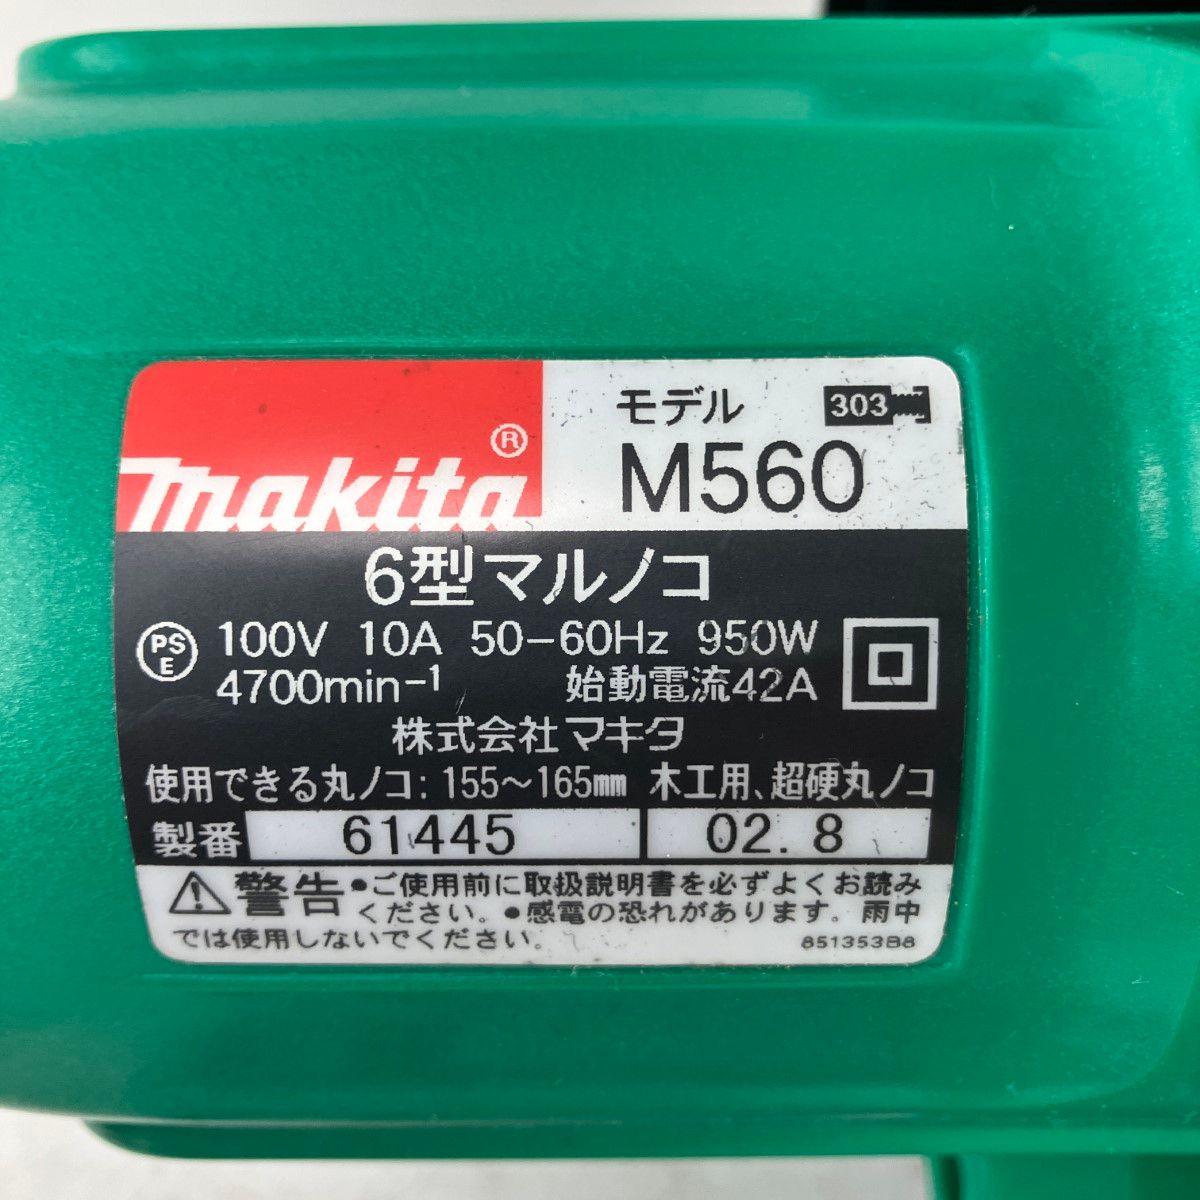 makita®
モデル 303
M560
6型マルノコ
PSE 100V 10A 50-60Hz 950W
4700min-1 始動電流42A
株式会社マキタ
使用できる丸ノコ:155~165mm 木工用、超硬丸ノコ
製番 61445 02.8
警告 •ご使用前に取扱説明書を必ずよくお読み
ください。•感電の恐れがあります。雨中
では使用しないでください。 851353B8